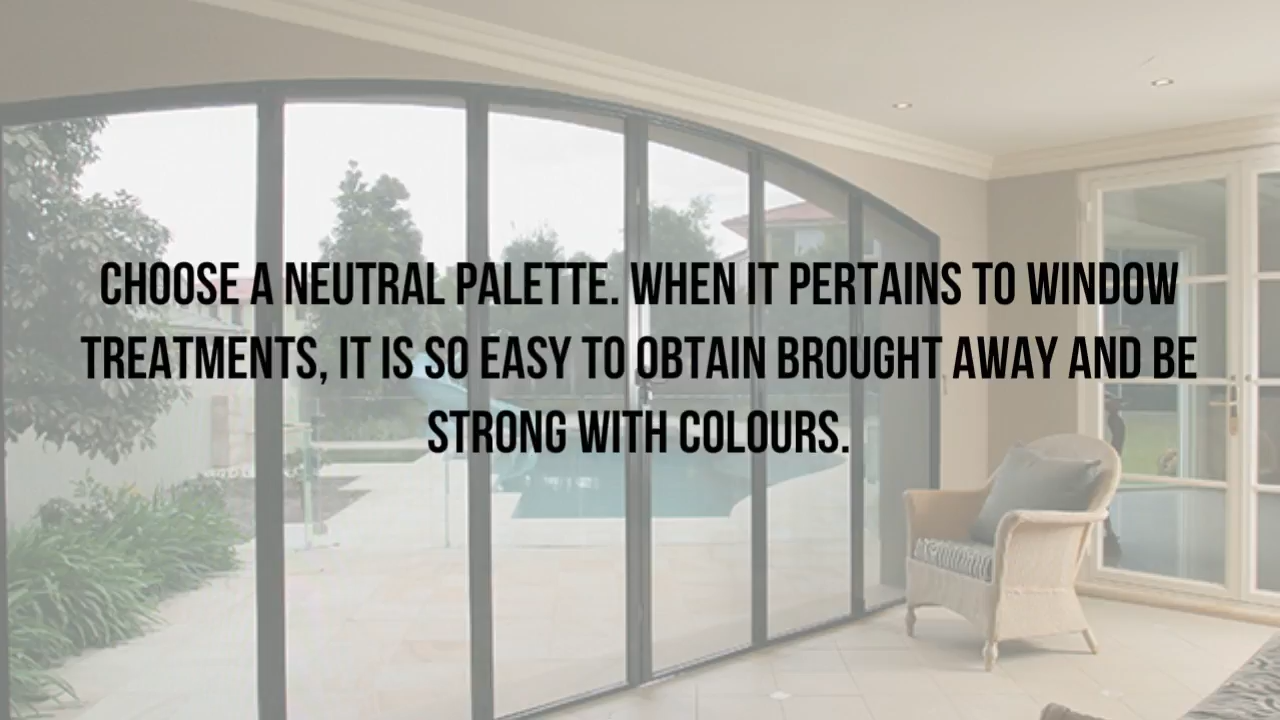 CHOOSE A NEUTRAL PALETTE. WHEN IT PERTAINS TO WINDOW
TREATMENTS, IT IS SO EASY TO OBTAIN BROUGHT AWAY AND BE
STRONG WITH COLOURS.